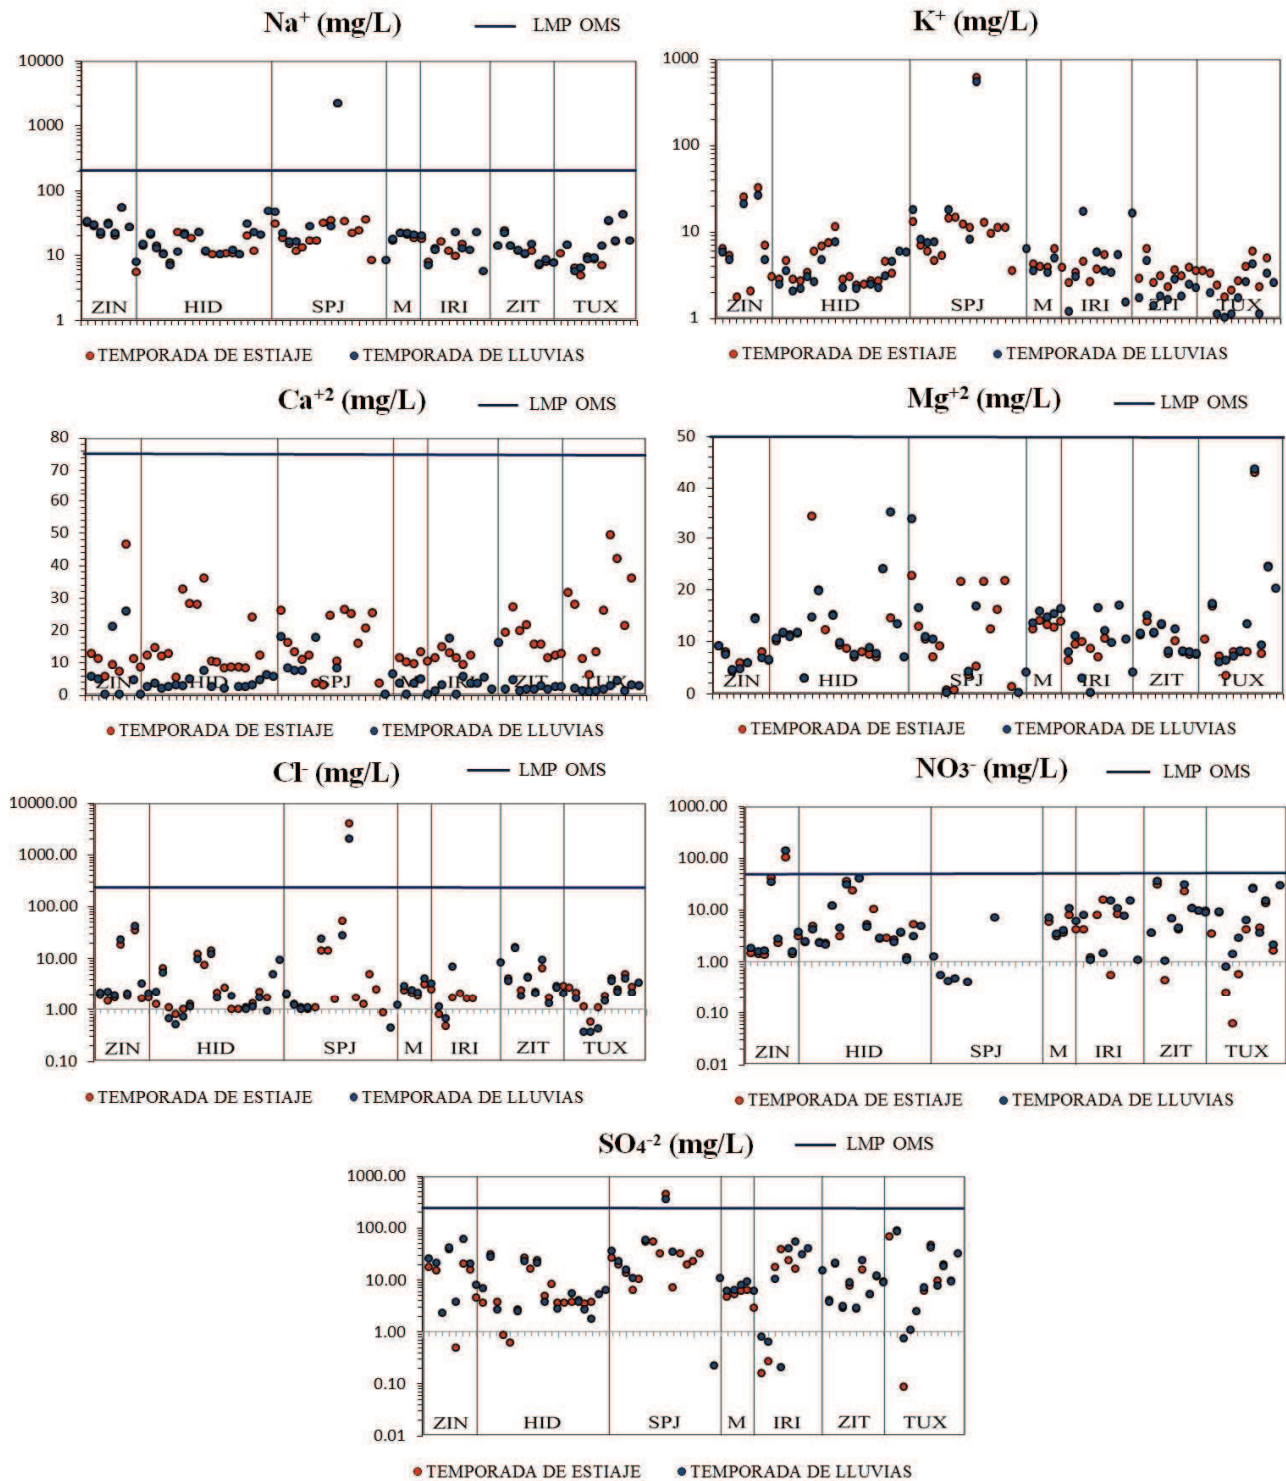 Na⁺ (mg/L) LMP OMS
10000
1000
100
10
1
ZIN HID SPJ M IRI ZIT TUX
TEMPORADA DE ESTIAJE TEMPORADA DE LLUVIAS
K⁺ (mg/L)
1000
100
10
1
ZIN HID SPJ M IRI ZIT TUX
TEMPORADA DE ESTIAJE TEMPORADA DE LLUVIAS
Ca⁺² (mg/L) LMP OMS
80
70
60
50
40
30
20
10
0
ZIN HID SPJ M IRI ZIT TUX
TEMPORADA DE ESTIAJE TEMPORADA DE LLUVIAS
Mg⁺² (mg/L) LMP OMS
50
40
30
20
10
0
ZIN HID SPJ M IRI ZIT TUX
TEMPORADA DE ESTIAJE TEMPORADA DE LLUVIAS
Cl⁻ (mg/L) LMP OMS
10000.00
1000.00
100.00
10.00
1.00
0.10
ZIN HID SPJ M IRI ZIT TUX
TEMPORADA DE ESTIAJE TEMPORADA DE LLUVIAS
NO₃⁻ (mg/L) LMP OMS
1000.00
100.00
10.00
1.00
0.10
0.01
ZIN HID SPJ M IRI ZIT TUX
TEMPORADA DE ESTIAJE TEMPORADA DE LLUVIAS
SO₄⁻² (mg/L) LMP OMS
1000.00
100.00
10.00
1.00
0.10
0.01
ZIN HID SPJ M IRI ZIT TUX
TEMPORADA DE ESTIAJE TEMPORADA DE LLUVIAS